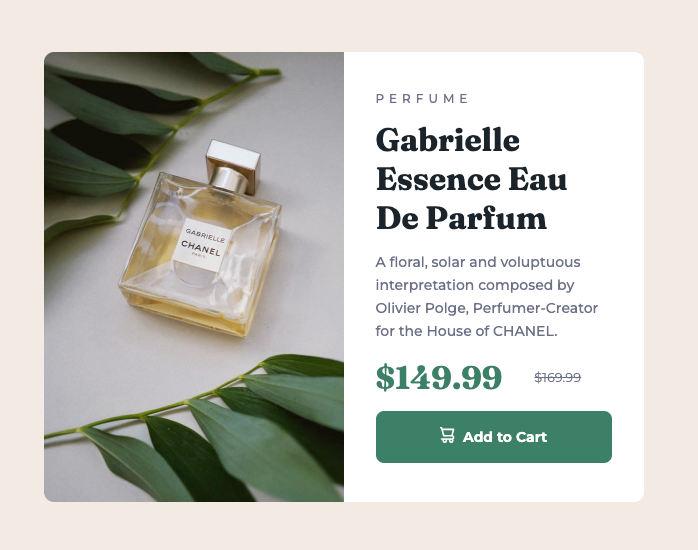 GABRIELLE
CHANEL
PARIS
PERFUME
Gabrielle
Essence Eau
De Parfum
A floral, solar and voluptuous
interpretation composed by
Olivier Polge, Perfumer-Creator
for the House of CHANEL.
$149.99 $169.99
Add to Cart